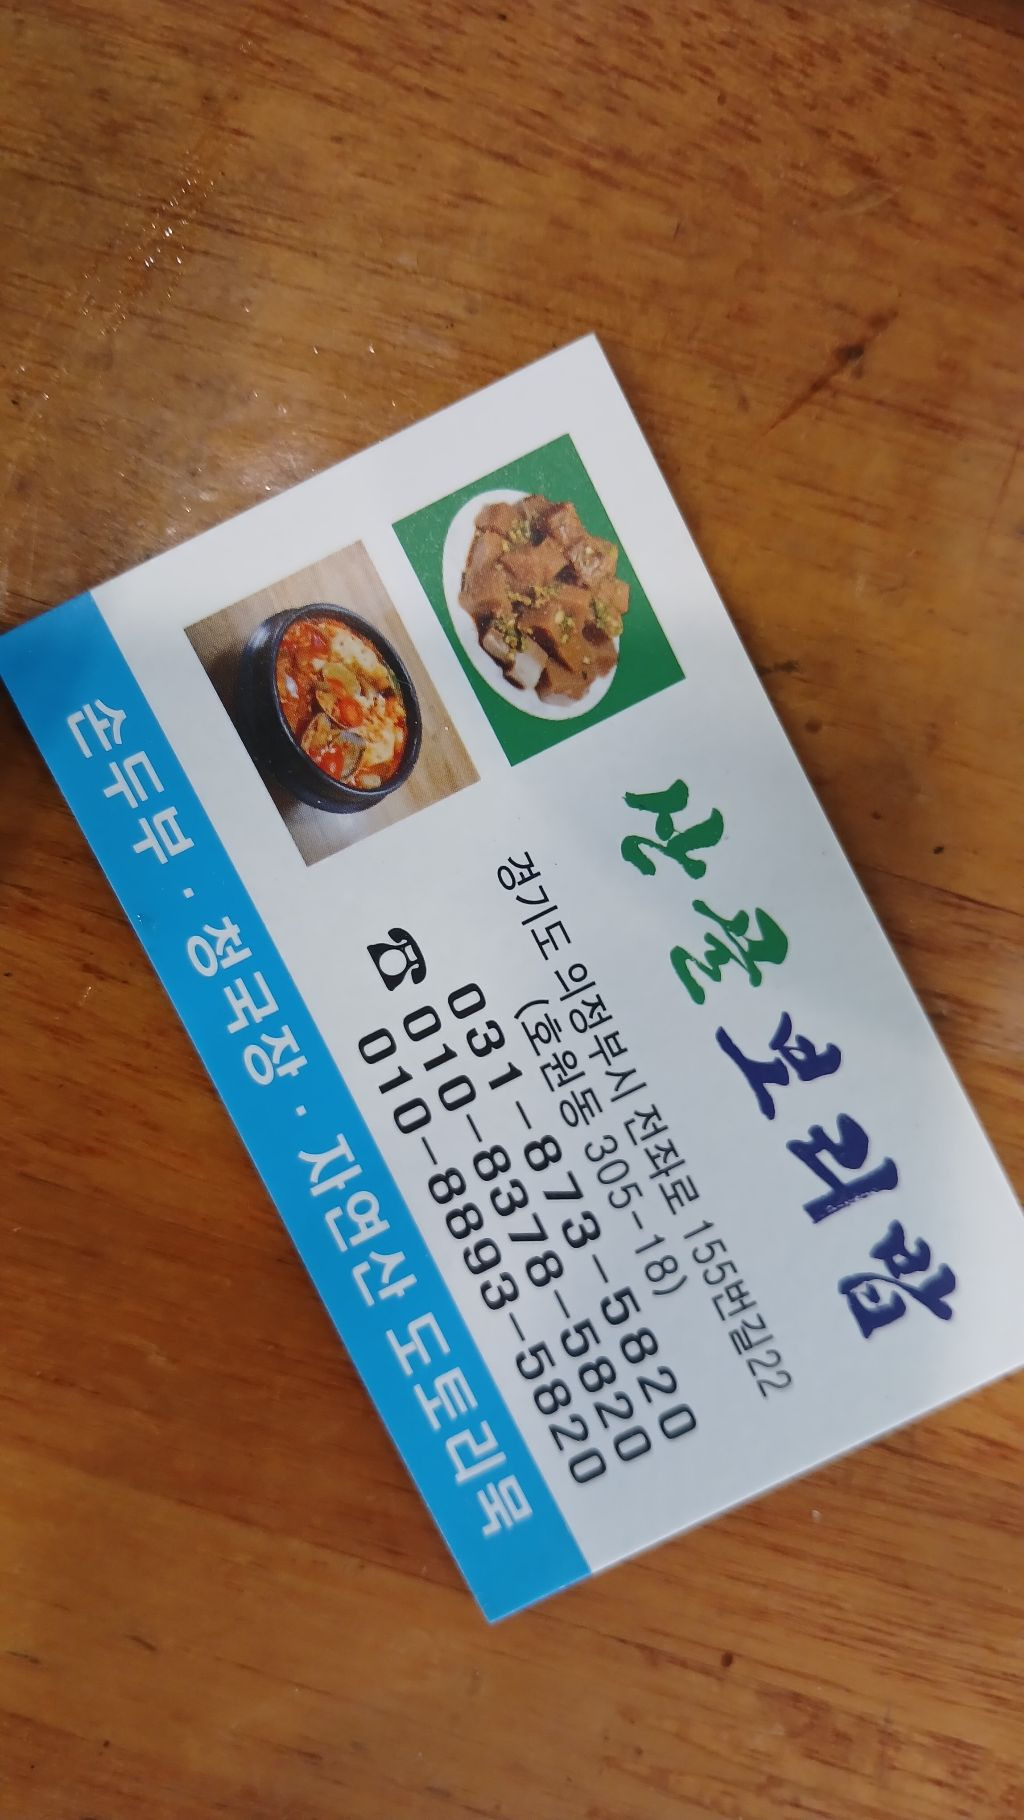 산골보리밥
경기도 의정부시 전좌로 155번길22
(호원동 305-18)
031-873-5820
☎ 010-8378-5820
010-8893-5820
손두부 · 청국장 · 자연산 도토리묵